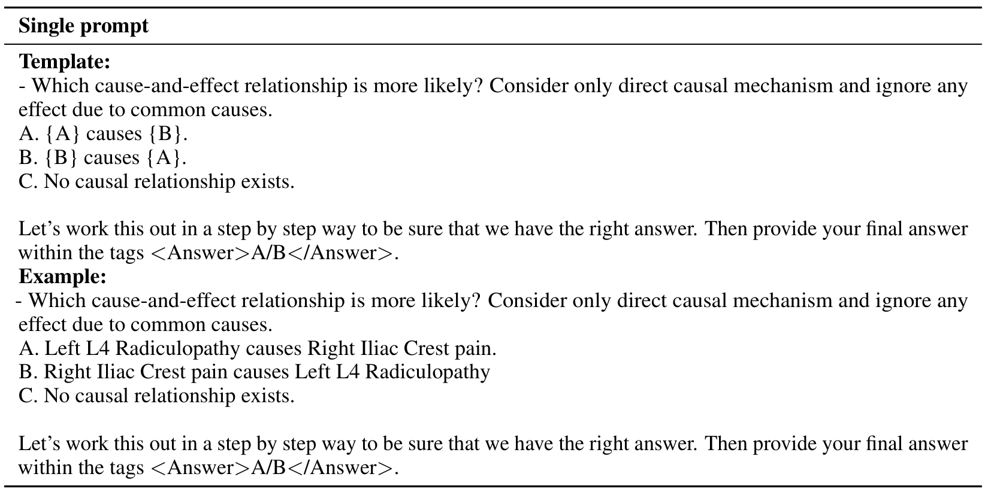 Single prompt
Template:
- Which cause-and-effect relationship is more likely? Consider only direct causal mechanism and ignore any
effect due to common causes.
A. {A} causes {B}.
B. {B} causes {A}.
C. No causal relationship exists.
Let’s work this out in a step by step way to be sure that we have the right answer. Then provide your final answer
within the tags <Answer>A/B</Answer>.
Example:
- Which cause-and-effect relationship is more likely? Consider only direct causal mechanism and ignore any
effect due to common causes.
A. Left L4 Radiculopathy causes Right Iliac Crest pain.
B. Right Iliac Crest pain causes Left L4 Radiculopathy
C. No causal relationship exists.
Let’s work this out in a step by step way to be sure that we have the right answer. Then provide your final answer
within the tags <Answer>A/B</Answer>.